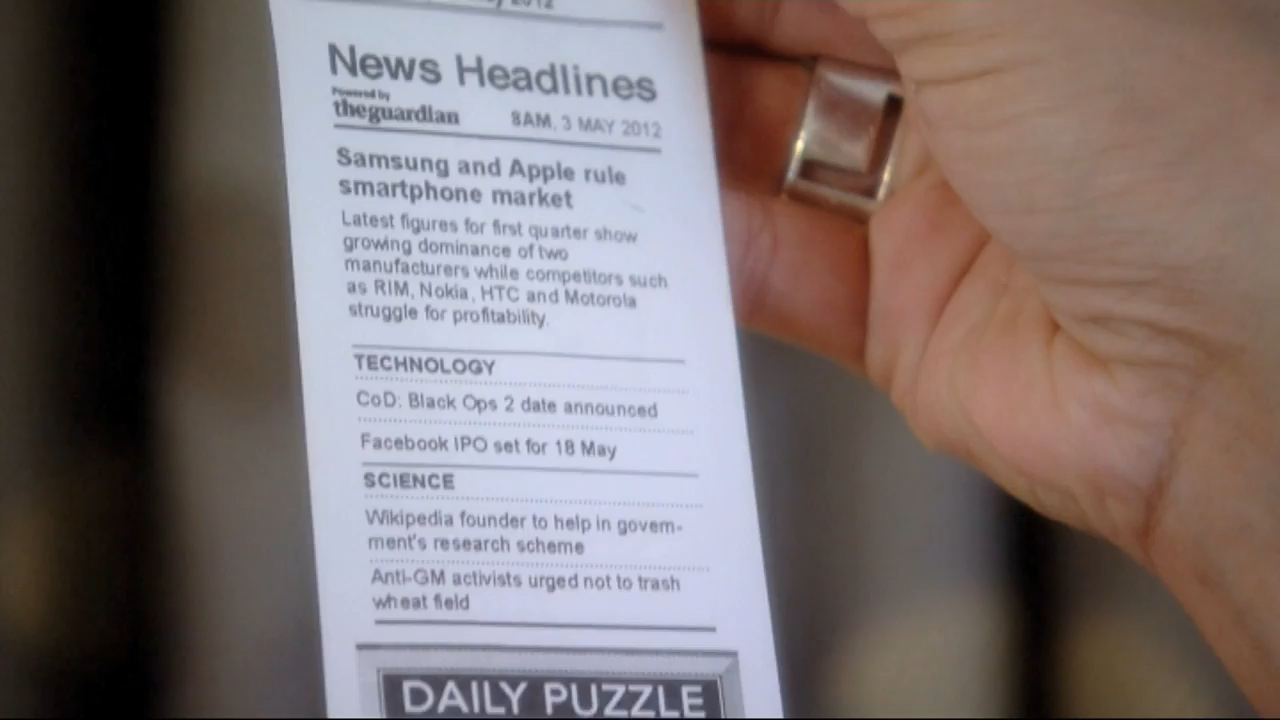 2012
News Headlines
Powered by
theguardian
8AM, 3 MAY 2012
Samsung and Apple rule
smartphone market
Latest figures for first quarter show
growing dominance of two
manufacturers while competitors such
as RIM, Nokia, HTC and Motorola
struggle for profitability.
TECHNOLOGY
CoD: Black Ops 2 date announced
Facebook IPO set for 18 May
SCIENCE
Wikipedia founder to help in govern-
ment's research scheme
Anti-GM activists urged not to trash
wheat field
DAILY PUZZLE